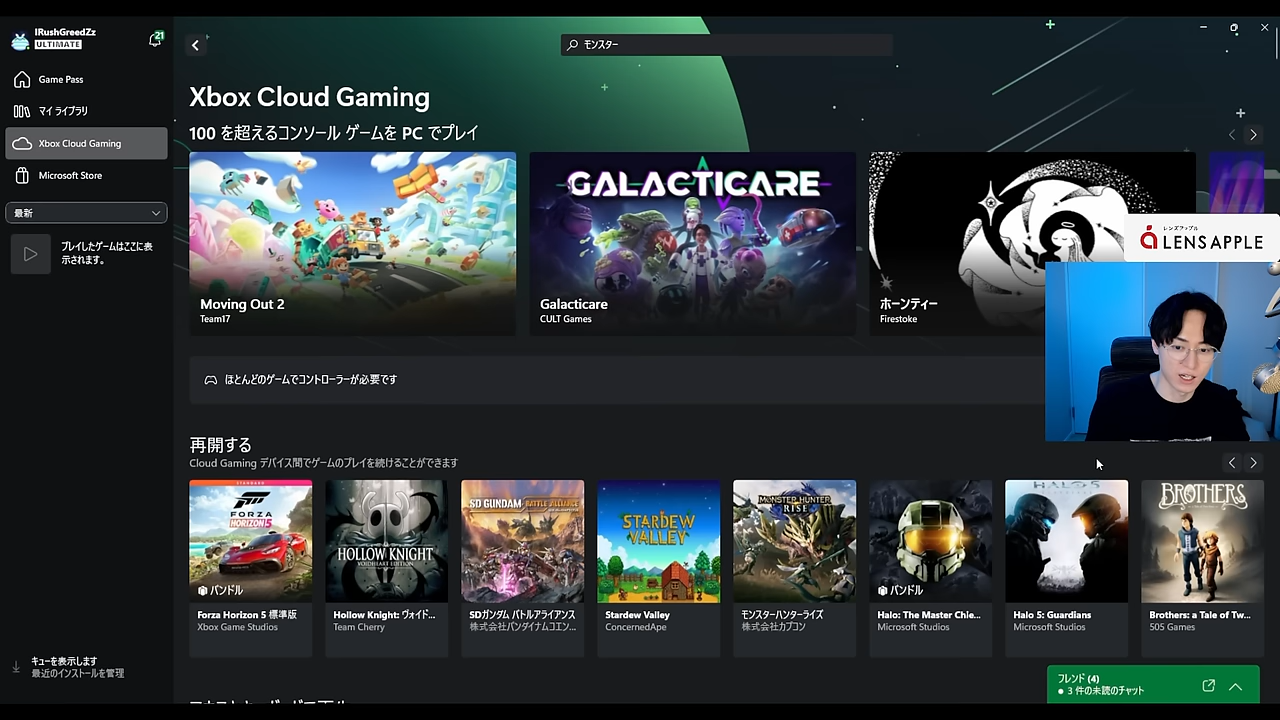 IRushGreedZz
ULTIMATE
21
Game Pass
マイ ライブラリ
Xbox Cloud Gaming
Microsoft Store
最新
プレイしたゲームはここに表
示されます。
キューを表示します
最近のインストールを管理
モンスター
Xbox Cloud Gaming
100 を超えるコンソール ゲームを PC でプレイ
Moving Out 2
Team17
GALACTICARE
Galacticare
CULT Games
ホーンティー
Firestoke
レンズアップル
LENS APPLE
ほとんどのゲームでコントローラーが必要です
再開する
Cloud Gaming デバイス間でゲームのプレイを続けることができます
STANDARD
FORZA
HORIZON 5
バンドル
Forza Horizon 5 標準版
Xbox Game Studios
HOLLOW KNIGHT
VOIDHEART EDITION
Hollow Knight: ヴォイド...
Team Cherry
SD GUNDAM BATTLE ALLIANCE
SDガンダム バトルアライアンス
株式会社バンダイナムコエン...
STARDEW
VALLEY
Stardew Valley
ConcernedApe
MONSTER HUNTER
RISE
モンスターハンターライズ
株式会社カプコン
バンドル
Halo: The Master Chie...
Microsoft Studios
HALO 5
Halo 5: Guardians
Microsoft Studios
BROTHERS
Brothers: a Tale of Tw...
505 Games
フレンド (4)
3 件の未読のチャット